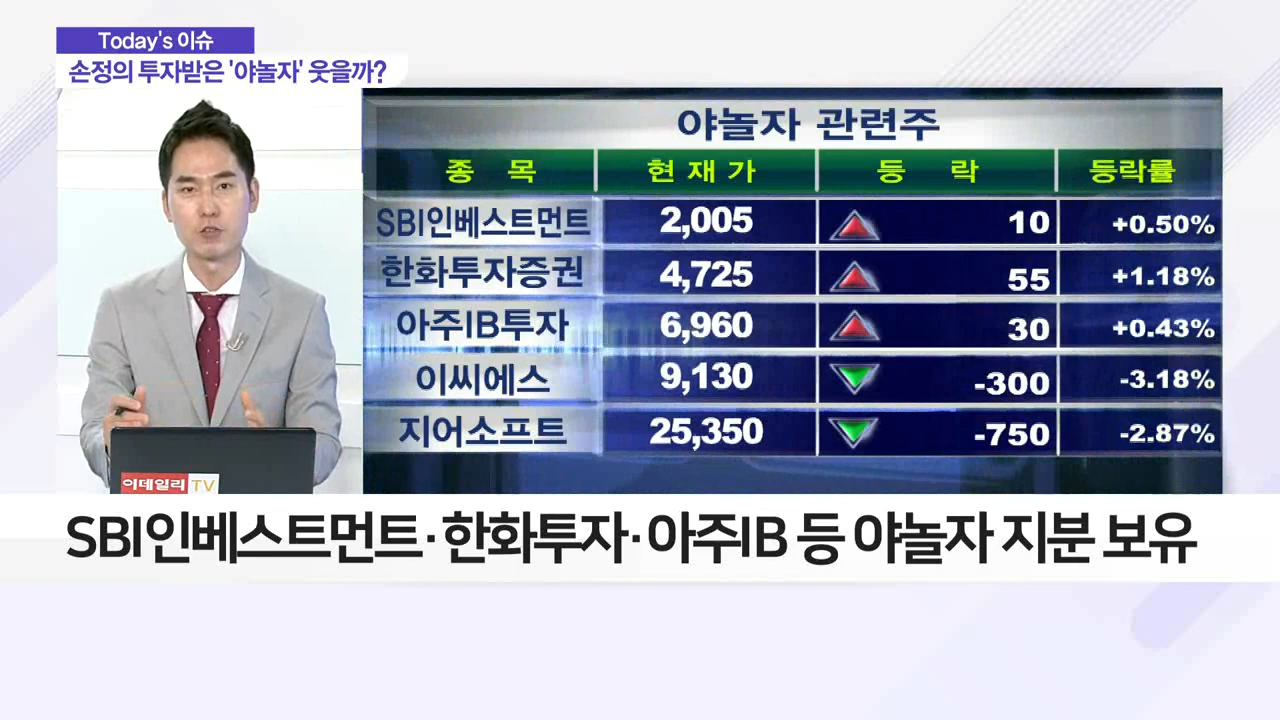 Today's 이슈
손정의 투자받은 '야놀자' 웃을까?
야놀자 관련주
종 목 현 재 가 등 락 등락률
SBI인베스트먼트 2,005 10 +0.50%
한화투자증권 4,725 55 +1.18%
아주IB투자 6,960 30 +0.43%
이씨에스 9,130 -300 -3.18%
지어소프트 25,350 -750 -2.87%
이데일리 TV
SBI인베스트먼트·한화투자·아주IB 등 야놀자 지분 보유